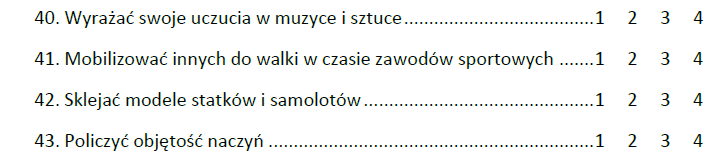 40. Wyrażać swoje uczucia w muzyce i sztuce.....................................1 2 3 4
41. Mobilizować innych do walki w czasie zawodów sportowych .......1 2 3 4
42. Sklejać modele statków i samolotów............................................1 2 3 4
43. Policzyć objętość naczyń ...............................................................1 2 3 4